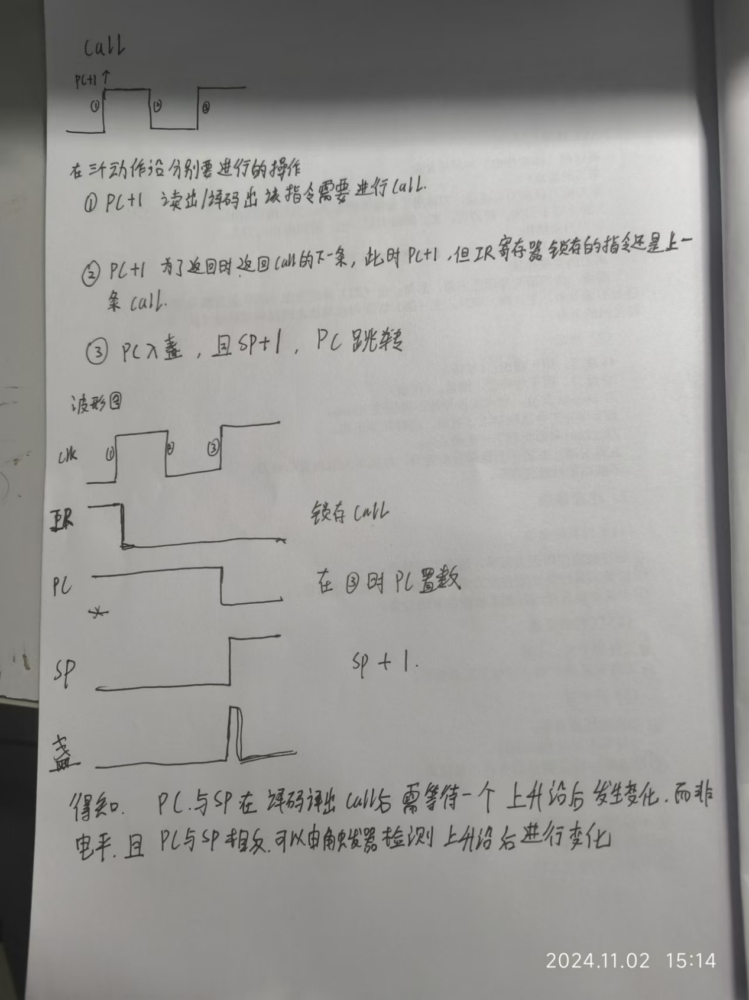 Call
PC+1 ↑
① ② ③
在三个动作沿分别要进行的操作
① PC+1 读出/译码出该指令需要进行Call.
② PC+1 为了返回时返回Call的下一条，此时PC+1，但IR寄存器锁存的指令还是上一
条Call.
③ PC入盏，且SP+1，PC跳转
波形图
clk ① ② ③
IR 锁存Call
PC 在③时PC置数
SP SP+1.
盏
得知. PC.与SP在译码译出Call后需等待一个上升沿后发生变化.而非
电平.且PC与SP相反.可以由触发器检测上升沿后进行变化
2024.11.02 15:14